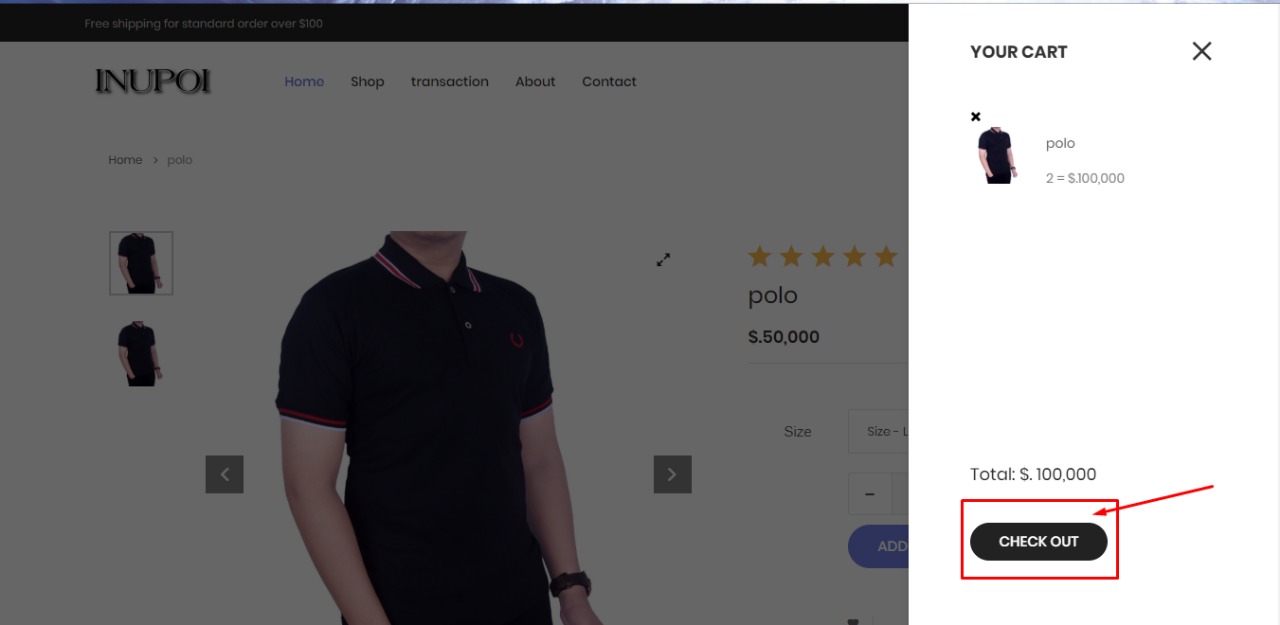 Free shipping for standard order over $100
INUPOI
Home Shop transaction About Contact
Home > polo
polo
$.50,000
Size
Size - L
−
ADD
YOUR CART
polo
2 = $.100,000
Total: $. 100,000
CHECK OUT